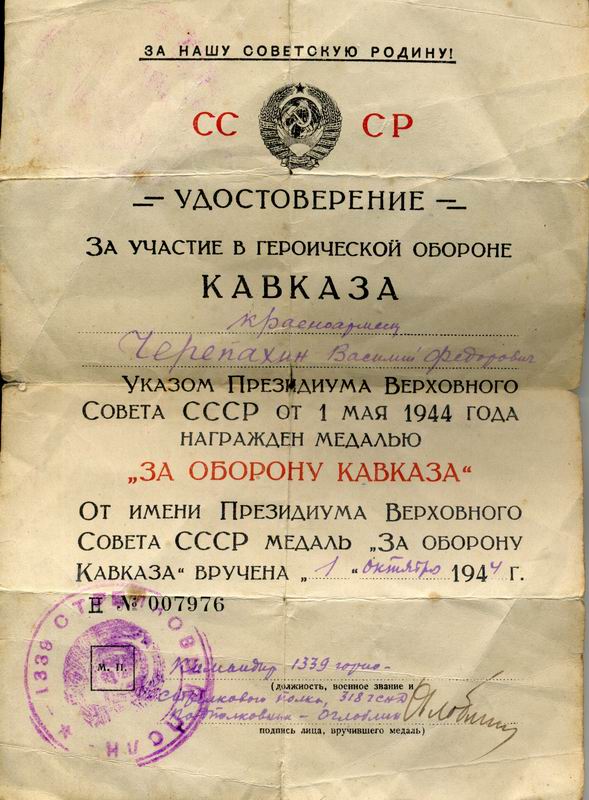 ЗА НАШУ СОВЕТСКУЮ РОДИНУ!
СС СР
УДОСТОВЕРЕНИЕ
ЗА УЧАСТИЕ В ГЕРОИЧЕСКОЙ ОБОРОНЕ
КАВКАЗА
красноармеец
Черепахин Василий Федорович
УКАЗОМ ПРЕЗИДИУМА ВЕРХОВНОГО
СОВЕТА СССР ОТ 1 МАЯ 1944 ГОДА
НАГРАЖДЕН МЕДАЛЬЮ
„ЗА ОБОРОНУ КАВКАЗА“
ОТ ИМЕНИ ПРЕЗИДИУМА ВЕРХОВНОГО
СОВЕТА СССР МЕДАЛЬ „ЗА ОБОРОНУ
КАВКАЗА“ ВРУЧЕНА „1“ октября 1944 г.
Н № 007976
1339 СТРЕЛКОВ
М. П.
Командир 1339 горно-
(должность, военное звание и
стрелкового полка, 318 гсд
Подполковник - Оглоблин
подпись лица, вручившего медаль)